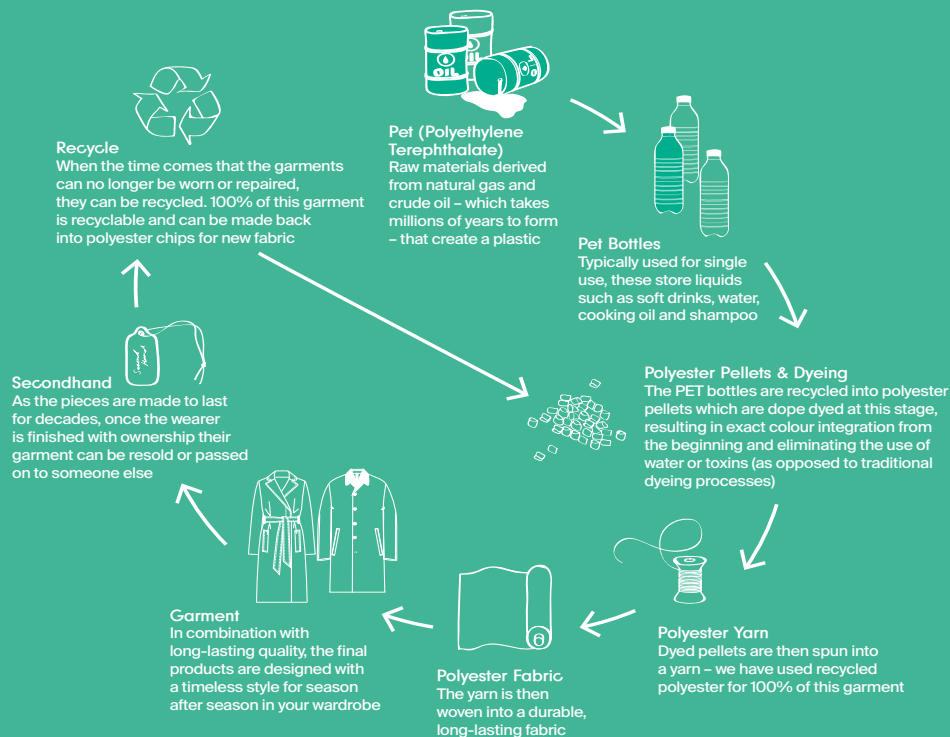 OIL
OIL
OIL
Pet (Polyethylene
Terephthalate)
Raw materials derived
from natural gas and
crude oil – which takes
millions of years to form
– that create a plastic
Pet Bottles
Typically used for single
use, these store liquids
such as soft drinks, water,
cooking oil and shampoo
Polyester Pellets & Dyeing
The PET bottles are recycled into polyester
pellets which are dope dyed at this stage,
resulting in exact colour integration from
the beginning and eliminating the use of
water or toxins (as opposed to traditional
dyeing processes)
Polyester Yarn
Dyed pellets are then spun into
a yarn – we have used recycled
polyester for 100% of this garment
Polyester Fabric
The yarn is then
woven into a durable,
long-lasting fabric
Garment
In combination with
long-lasting quality, the final
products are designed with
a timeless style for season
after season in your wardrobe
Second
Hand
Secondhand
As the pieces are made to last
for decades, once the wearer
is finished with ownership their
garment can be resold or passed
on to someone else
Recycle
When the time comes that the garments
can no longer be worn or repaired,
they can be recycled. 100% of this garment
is recyclable and can be made back
into polyester chips for new fabric